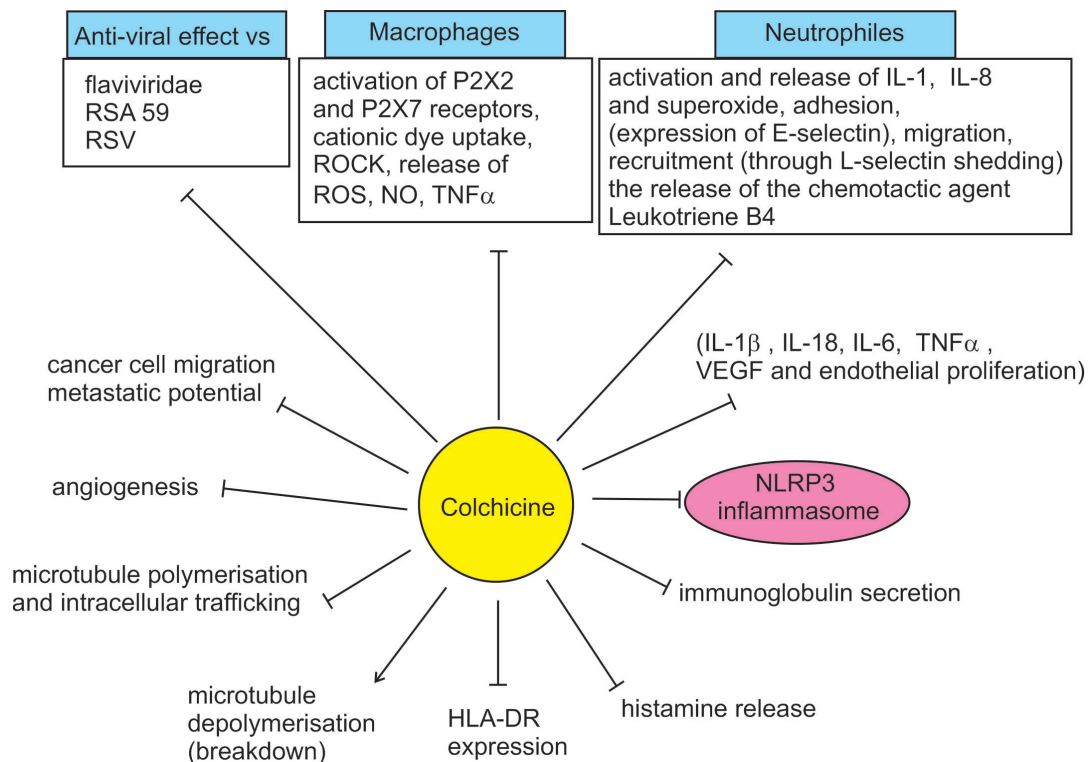 Anti-viral effect vs
flaviviridae
RSA 59
RSV
Macrophages
activation of P2X2
and P2X7 receptors,
cationic dye uptake,
ROCK, release of
ROS, NO, TNFα
Neutrophiles
activation and release of IL-1, IL-8
and superoxide, adhesion,
(expression of E-selectin), migration,
recruitment (through L-selectin shedding)
the release of the chemotactic agent
Leukotriene B4
cancer cell migration
metastatic potential
(IL-1β , IL-18, IL-6, TNFα ,
VEGF and endothelial proliferation)
angiogenesis
Colchicine
NLRP3
inflammasome
microtubule polymerisation
and intracellular trafficking
immunoglobulin secretion
microtubule
depolymerisation
(breakdown)
HLA-DR
expression
histamine release